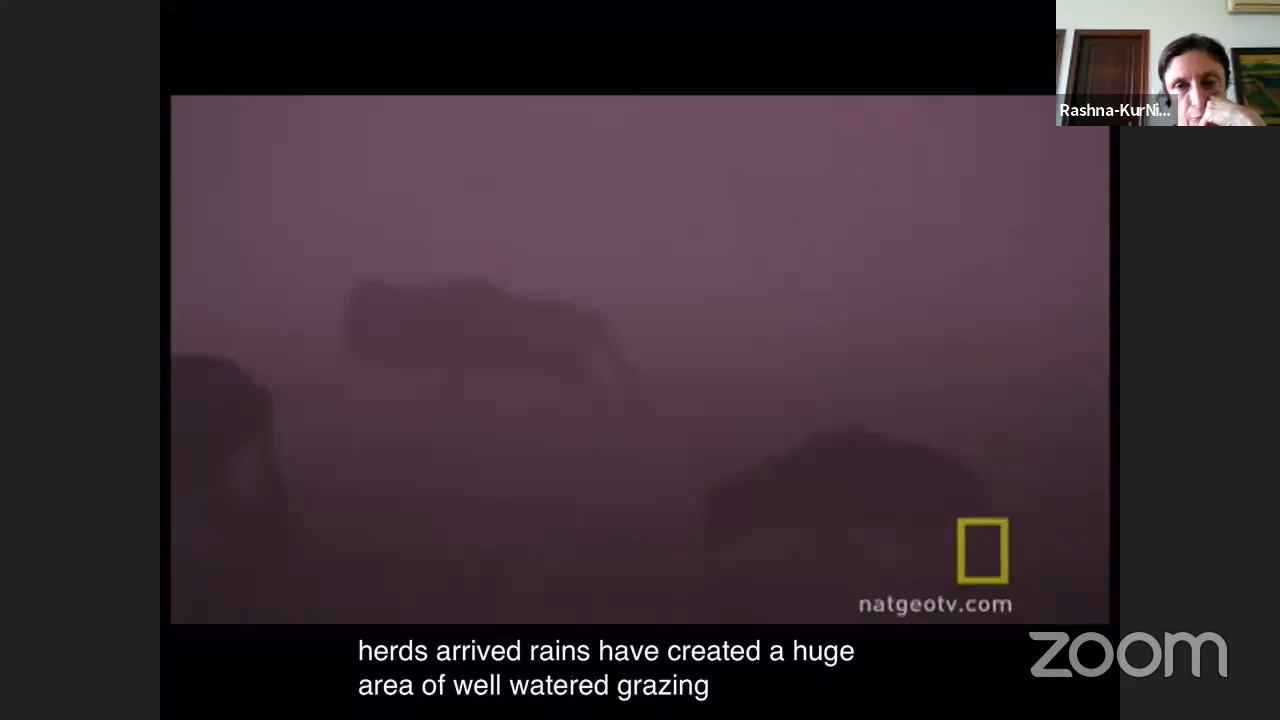 Rashna-KurNi...
natgeotv.com
herds arrived rains have created a huge
area of well watered grazing
zoom